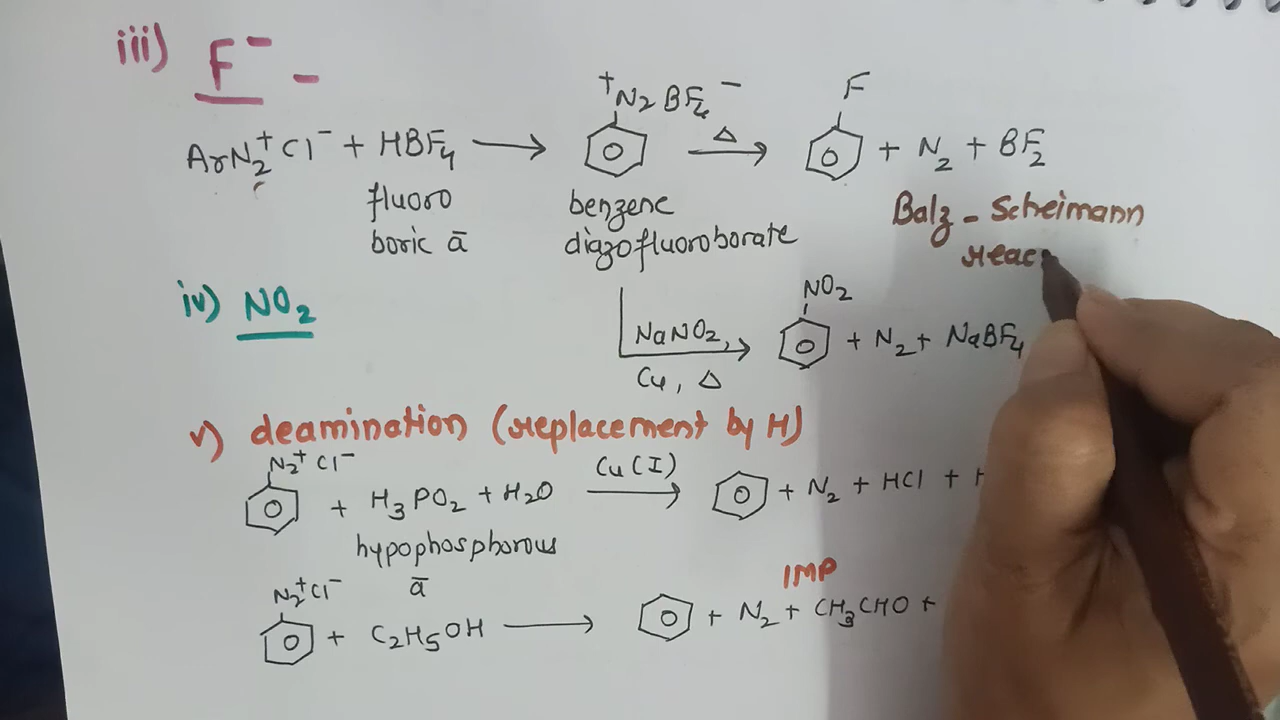 iii) F⁻ -
ArN₂⁺Cl⁻ + HBF₄ ⟶ ⁺N₂BF₄⁻ △⟶ F + N₂ + BF₂
fluoro boric ā
benzene diazofluoroborate
Balz - Scheimann
reac
iv) NO₂
NaNO₂, Cu, △ ⟶ NO₂ + N₂ + NaBF₄
v) deamination (replacement by H)
N₂⁺Cl⁻ + H₃PO₂ + H₂O Cu(I) ⟶ + N₂ + HCl +
hypophosphorous ā
IMP
N₂⁺Cl⁻ + C₂H₅OH ⟶ + N₂ + CH₃CHO +